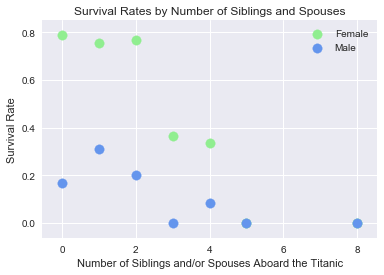 Survival Rates by Number of Siblings and Spouses
Female
Male
0.8
0.6
0.4
0.2
0.0
Survival Rate
0
2
4
6
8
Number of Siblings and/or Spouses Aboard the Titanic